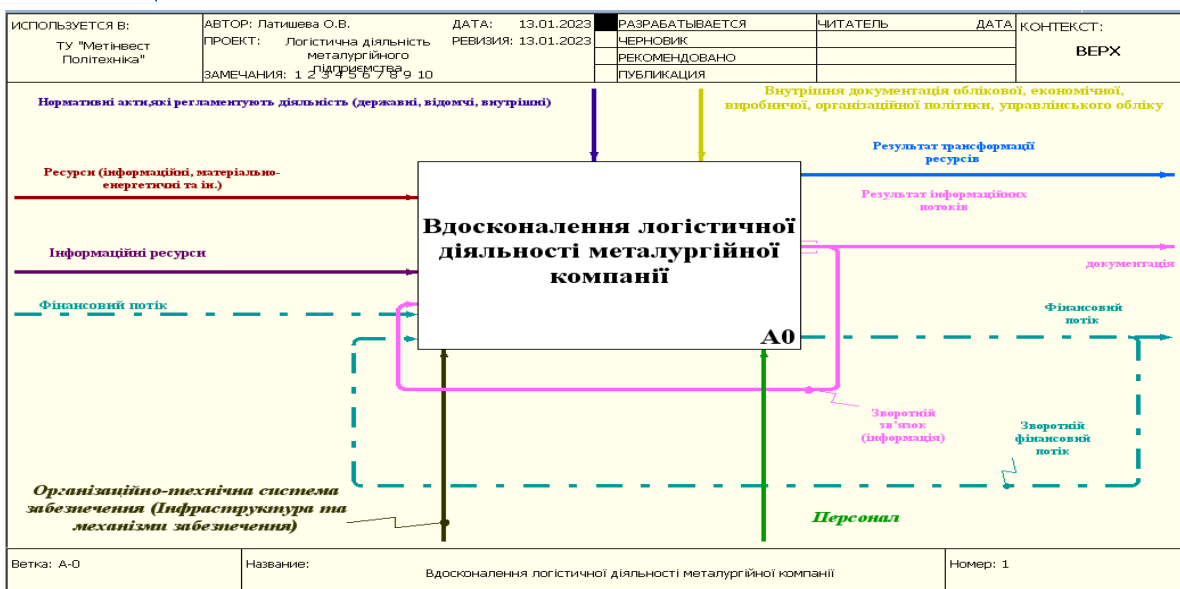 ИСПОЛЬЗУЕТСЯ В:
ТУ "Метінвест
Політехніка"
АВТОР: Латишева О.В.
ДАТА: 13.01.2023
ПРОЕКТ: Логістична діяльність
металургійного
підприємства
РЕВИЗИЯ: 13.01.2023
ЗАМЕЧАНИЯ: 1 2 3 4 5 6 7 8 9 10
РАЗРАБАТЫВАЕТСЯ
ЧЕРНОВИК
РЕКОМЕНДОВАНО
ПУБЛИКАЦИЯ
ЧИТАТЕЛЬ ДАТА
КОНТЕКСТ:
ВЕРХ
Нормативні акти,які регламентують діяльність (державні, відомчі, внутрішні)
Внутрішня документація облікової, економічної,
виробничої, організаційної політики, управлінського обліку
Ресурси (інформаційні, матеріально-
енергетичні та ін.)
Результат трансформації
ресурсів
Результат інформаційних
потоків
Вдосконалення логістичної
діяльності металургійної
компанії
A0
Інформаційні ресурси
документація
Фінансовий потік
Фінансовий
потік
Зворотній
зв'язок
(інформація)
Зворотній
фінансовий
потік
Організаційно-технічна система
забезпечення (Інфраструктура та
механізми забезпечення)
Персонал
Ветка: A-0
Название:
Вдосконалення логістичної діяльності металургійної компанії
Номер: 1